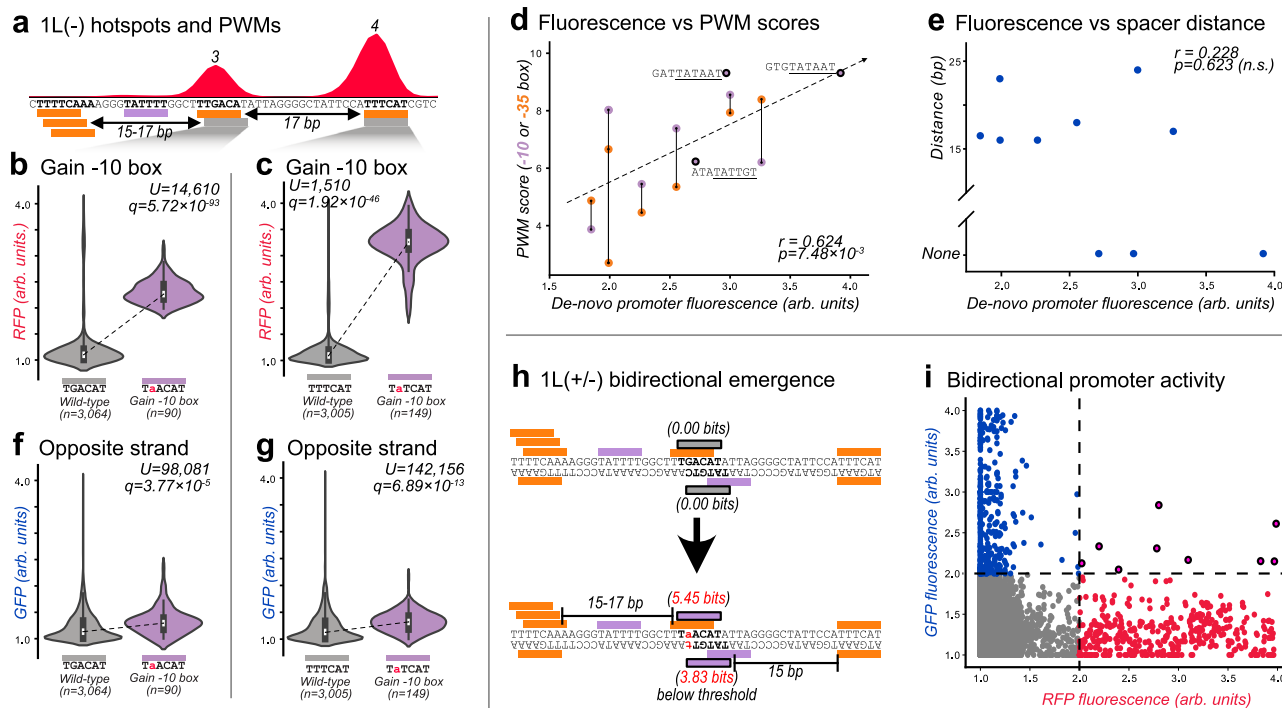 a 1L(-) hotspots and PWMs
3
4
CTTTTCAAAAGGGTATTTTGGCTTTGACATATTAGGGGCTATTCCATTTCATCGTC
15-17 bp
17 bp
b Gain -10 box
U=14,610
q=5.72×10-93
4.0
RFP (arb. units.)
1.0
TGACAT
TaACAT
Wild-type
(n=3,064)
Gain -10 box
(n=90)
c Gain -10 box
U=1,510
q=1.92×10-46
4.0
RFP (arb. units)
1.0
TTTCAT
TaTCAT
Wild-type
(n=3,005)
Gain -10 box
(n=149)
f Opposite strand
U=98,081
q=3.77×10-5
4.0
GFP (arb. units)
1.0
TGACAT
TaACAT
Wild-type
(n=3,064)
Gain -10 box
(n=90)
g Opposite strand
U=142,156
q=6.89×10-13
4.0
GFP (arb. units)
1.0
TTTCAT
TaTCAT
Wild-type
(n=3,005)
Gain -10 box
(n=149)
d Fluorescence vs PWM scores
PWM score (-10 or -35 box)
10
8
6
4
GATTATAAT
GTGTATAAT
ATATATTGT
r = 0.624
p=7.48×10-3
1.5 2.0 2.5 3.0 3.5 4.0
De-novo promoter fluorescence (arb. units)
e Fluorescence vs spacer distance
r = 0.228
p=0.623 (n.s.)
Distance (bp)
25
15
None
2.0 2.5 3.0 3.5 4.0
De-novo promoter fluorescence (arb. units)
h 1L(+/-) bidirectional emergence
(0.00 bits)
TTTTCAAAAGGGTATTTTGGCTTTGACATATTAGGGGCTATTCCATTTCAT
(0.00 bits)
15-17 bp
(5.45 bits)
TTTTCAAAAGGGTATTTTGGCTTTaACATATTAGGGGCTATTCCATTTCAT
(3.83 bits)
below threshold
15 bp
i Bidirectional promoter activity
GFP fluorescence (arb. units)
4.0
3.5
3.0
2.5
2.0
1.5
1.0
1.0 1.5 2.0 2.5 3.0 3.5 4.0
RFP fluorescence (arb. units)